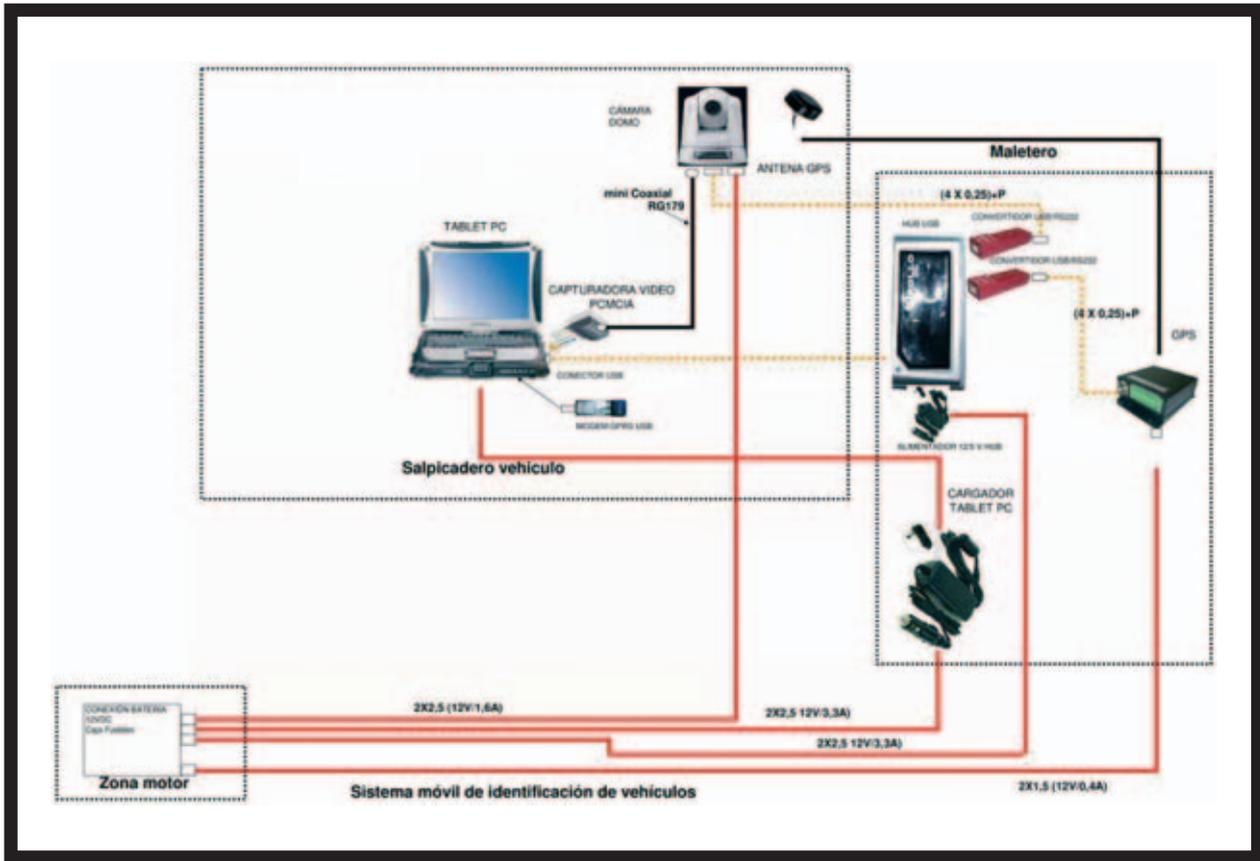 CÁMARA
DOMO
ANTENA GPS
Maletero
mini Coaxial
RG179
(4 X 0,25)+P
CONVERTIDOR USB/RS232
HUB USB
TABLET PC
CONVERTIDOR USB/RS232
CAPTURADORA VIDEO
PCMCIA
(4 X 0,25)+P
GPS
CONECTOR USB
MODEM GPRS USB
ALIMENTADOR 12/5 V HUB
Salpicadero vehículo
CARGADOR
TABLET PC
CONEXIÓN BATERIA
12VDC
Caja Fusibles
Zona motor
2X2,5 (12V/1,6A)
2X2,5 12V/3,3A)
2X2,5 12V/3,3A)
2X1,5 (12V/0,4A)
Sistema móvil de identificación de vehículos